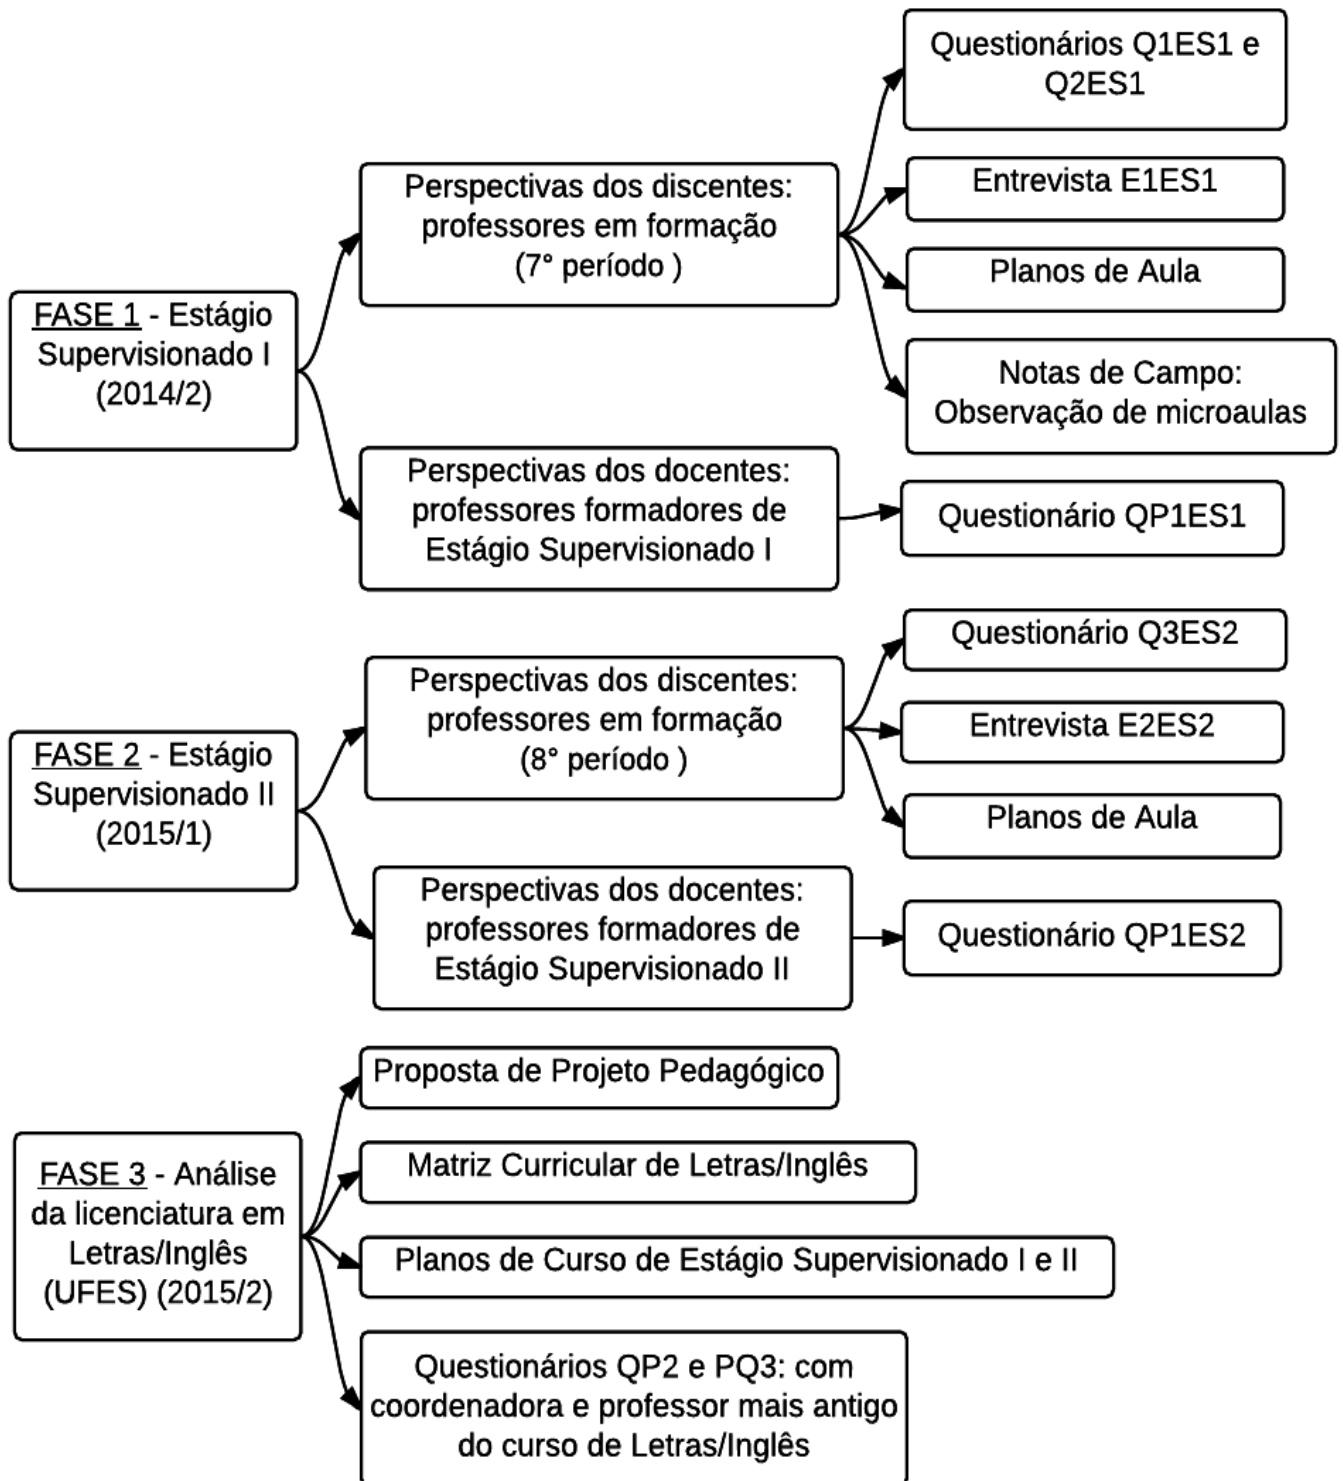 FASE 1 - Estágio
Supervisionado I
(2014/2)
Perspectivas dos discentes:
professores em formação
(7° período )
Questionários Q1ES1 e
Q2ES1
Entrevista E1ES1
Planos de Aula
Notas de Campo:
Observação de microaulas
Perspectivas dos docentes:
professores formadores de
Estágio Supervisionado I
Questionário QP1ES1
FASE 2 - Estágio
Supervisionado II
(2015/1)
Perspectivas dos discentes:
professores em formação
(8° período )
Questionário Q3ES2
Entrevista E2ES2
Planos de Aula
Perspectivas dos docentes:
professores formadores de
Estágio Supervisionado II
Questionário QP1ES2
FASE 3 - Análise
da licenciatura em
Letras/Inglês
(UFES) (2015/2)
Proposta de Projeto Pedagógico
Matriz Curricular de Letras/Inglês
Planos de Curso de Estágio Supervisionado I e II
Questionários QP2 e PQ3: com
coordenadora e professor mais antigo
do curso de Letras/Inglês